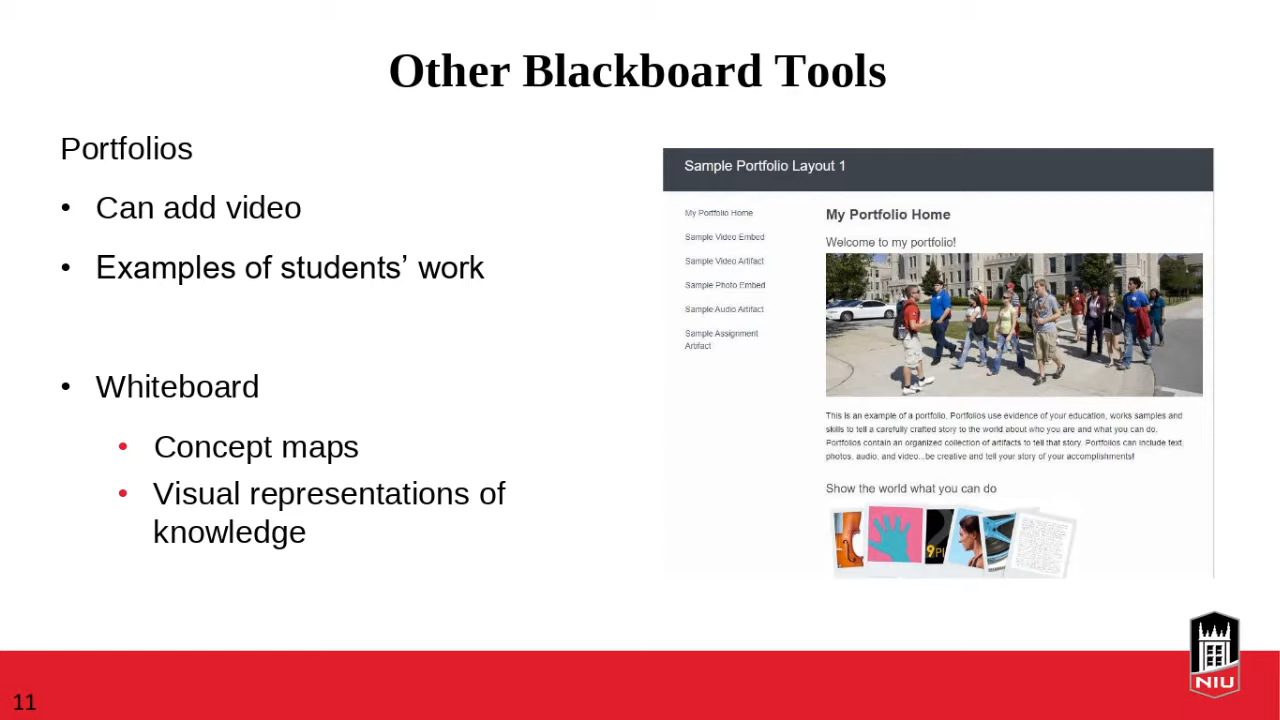 Other Blackboard Tools
Portfolios
• Can add video
• Examples of students’ work
• Whiteboard
• Concept maps
• Visual representations of
knowledge
Sample Portfolio Layout 1
My Portfolio Home
Sample Video Embed
Sample Video Artifact
Sample Photo Embed
Sample Audio Artifact
Sample Assignment
Artifact
My Portfolio Home
Welcome to my portfolio!
This is an example of a portfolio. Portfolios use evidence of your education, works samples and
skills to tell a carefully crafted story to the world about who you are and what you can do.
Portfolios contain an organized collection of artifacts to tell that story. Portfolios can include text,
photos, audio, and video...be creative and tell your story of your accomplishments!
Show the world what you can do
NIU
11